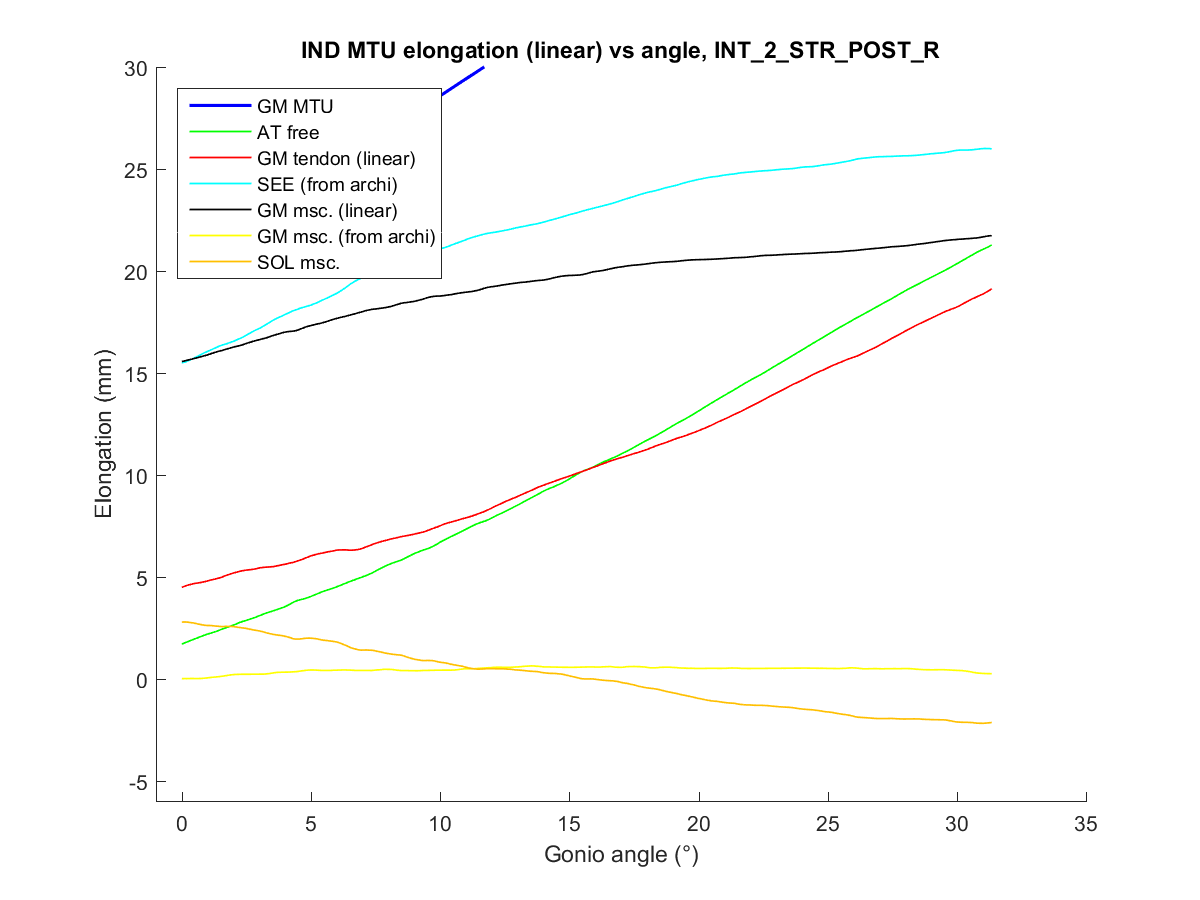 IND MTU elongation (linear) vs angle, INT_2_STR_POST_R
30
25
20
15
10
5
0
-5
Elongation (mm)
GM MTU
AT free
GM tendon (linear)
SEE (from archi)
GM msc. (linear)
GM msc. (from archi)
SOL msc.
0 5 10 15 20 25 30 35
Gonio angle (°)